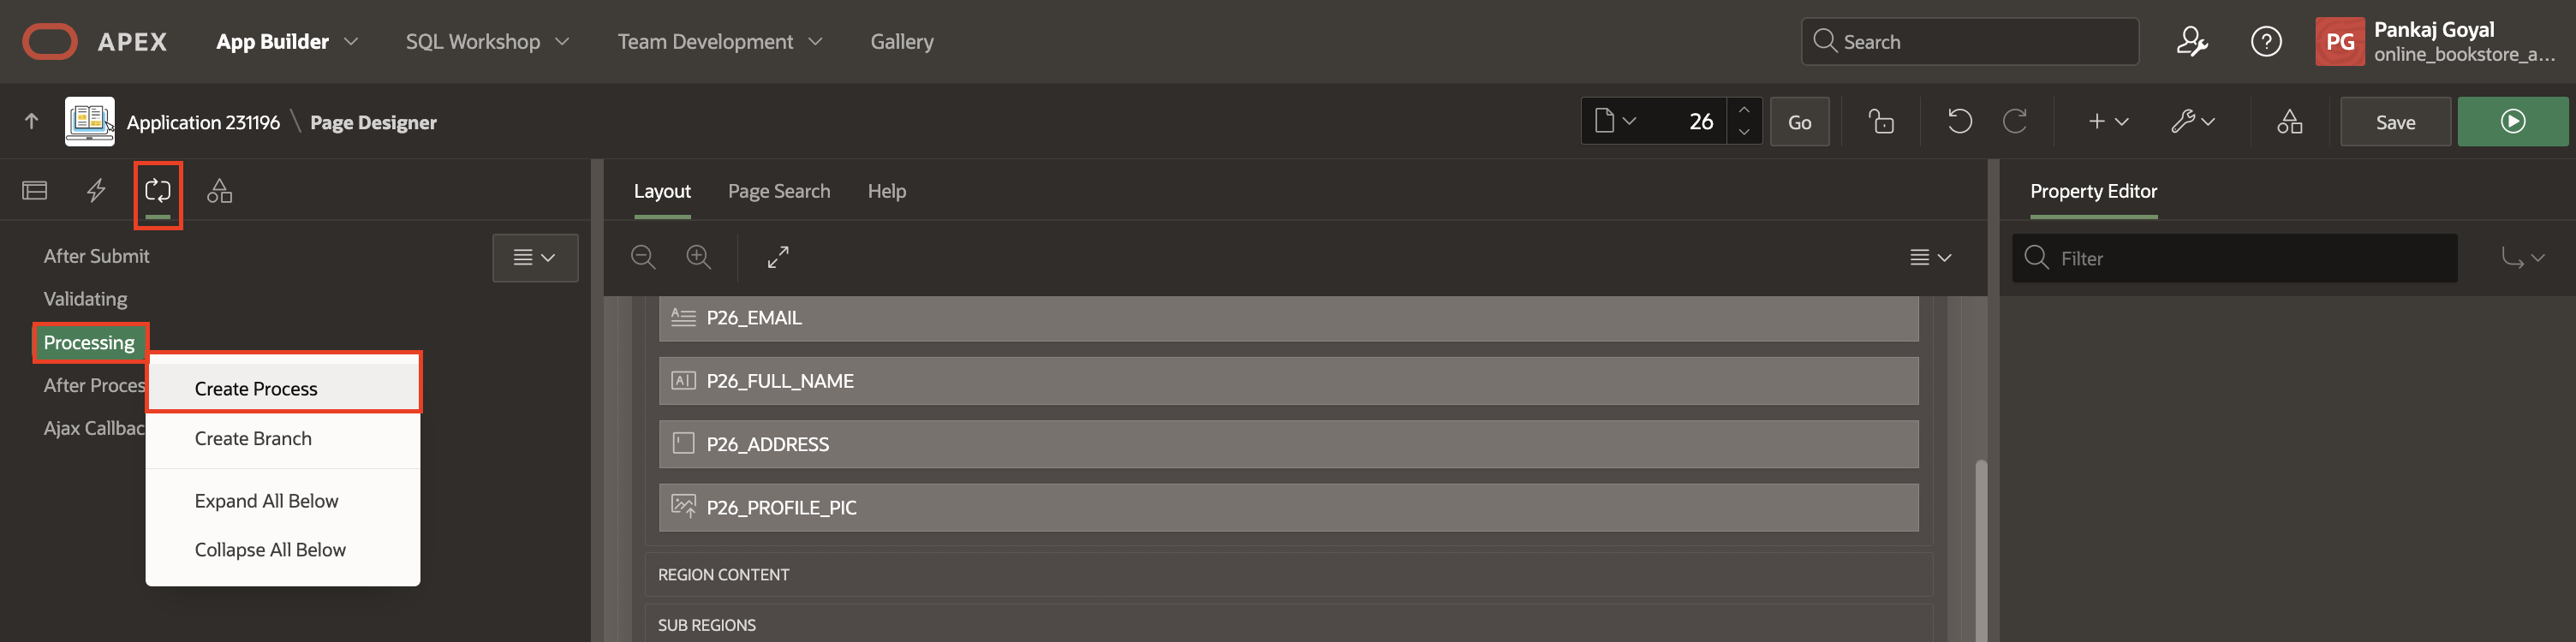 APEX App Builder SQL Workshop Team Development Gallery Search PG Pankaj Goyal
online_bookstore_a...
Application 231196 \ Page Designer 26 Go Save
Layout Page Search Help Property Editor
After Submit
Filter
Validating
Processing
After Proces
Ajax Callbac
Create Process
Create Branch
Expand All Below
Collapse All Below
P26_EMAIL
P26_FULL_NAME
P26_ADDRESS
P26_PROFILE_PIC
REGION CONTENT
SUB REGIONS